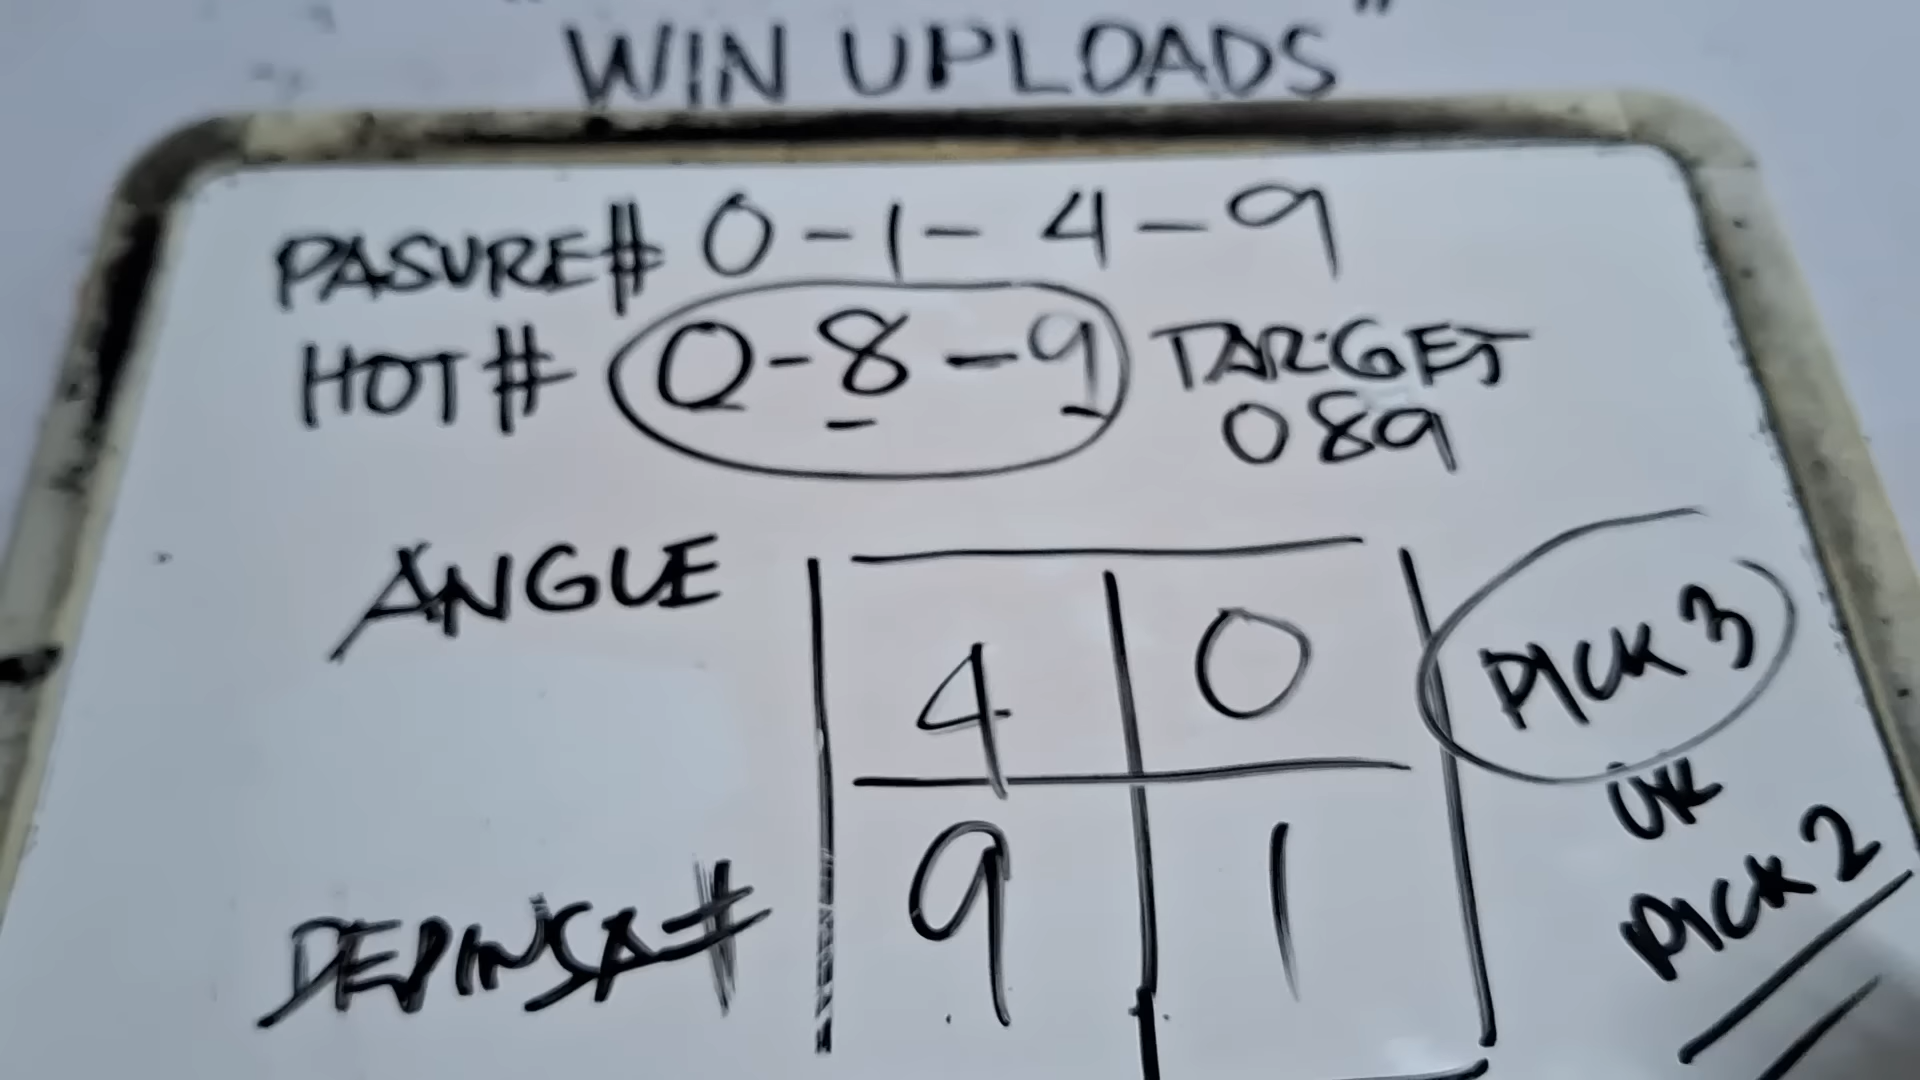 "WIN UPLOADS"
PASURE# 0-1-4-9
HOT# 0-8-9 TARGET
089
ANGLE
4 0
PICK 3
OR
DEPINSA# 9 1
PICK 2